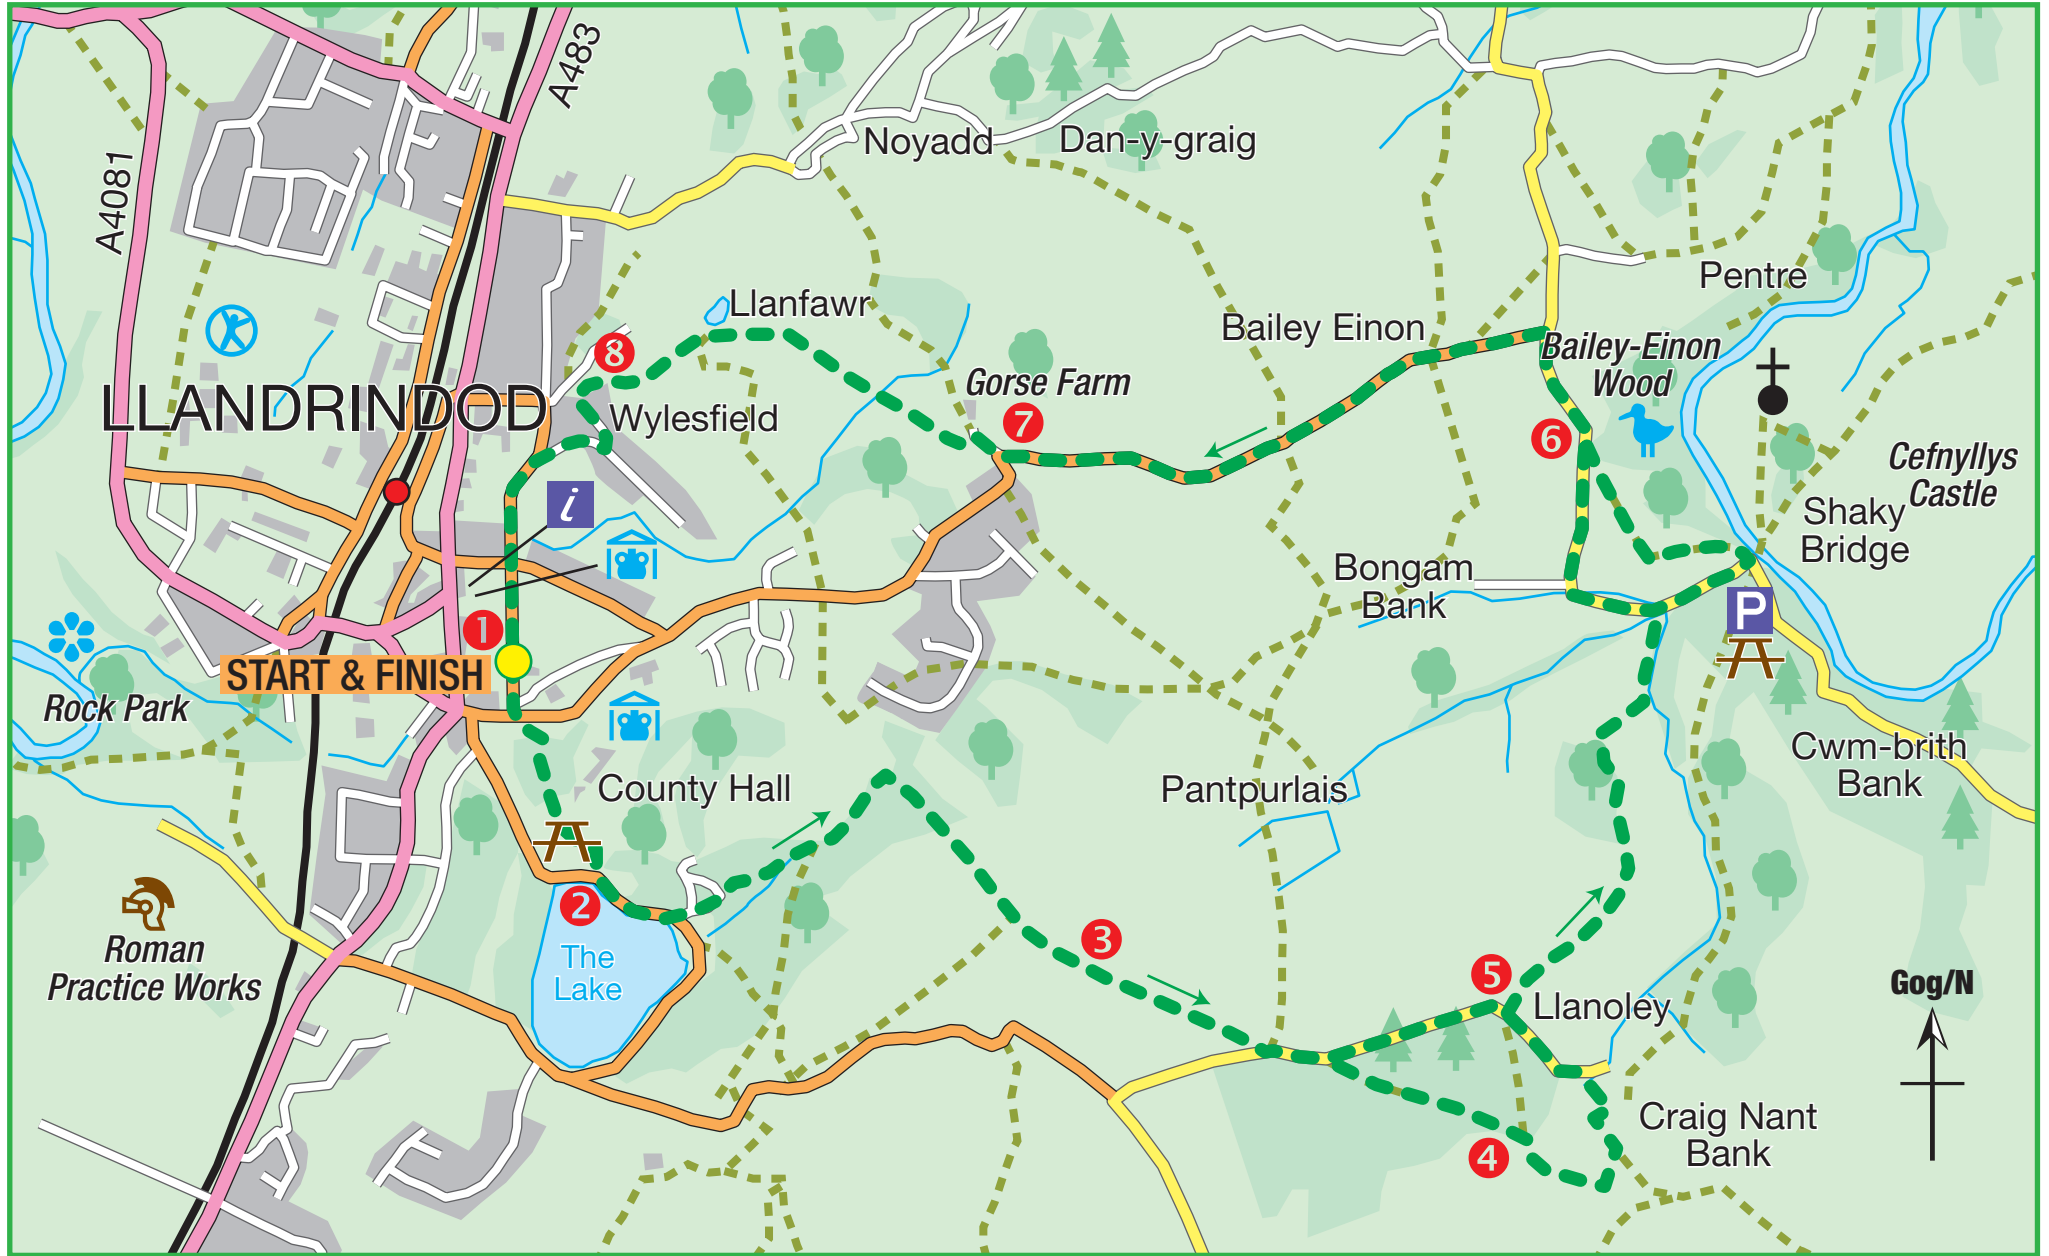 A483
A4081
Noyadd
Dan-y-graig
Pentre
Llanfawr
Bailey Einon
Bailey-Einon
Wood
8
Gorse Farm
LLANDRINDOD
Wylesfield
7
6
Cefnyllys
Castle
i
Shaky
Bridge
Bongam
Bank
P
1
START & FINISH
Rock Park
County Hall
Pantpurlais
Cwm-brith
Bank
2
3
Roman
Practice Works
The
Lake
5
Llanoley
Gog/N
4
Craig Nant
Bank